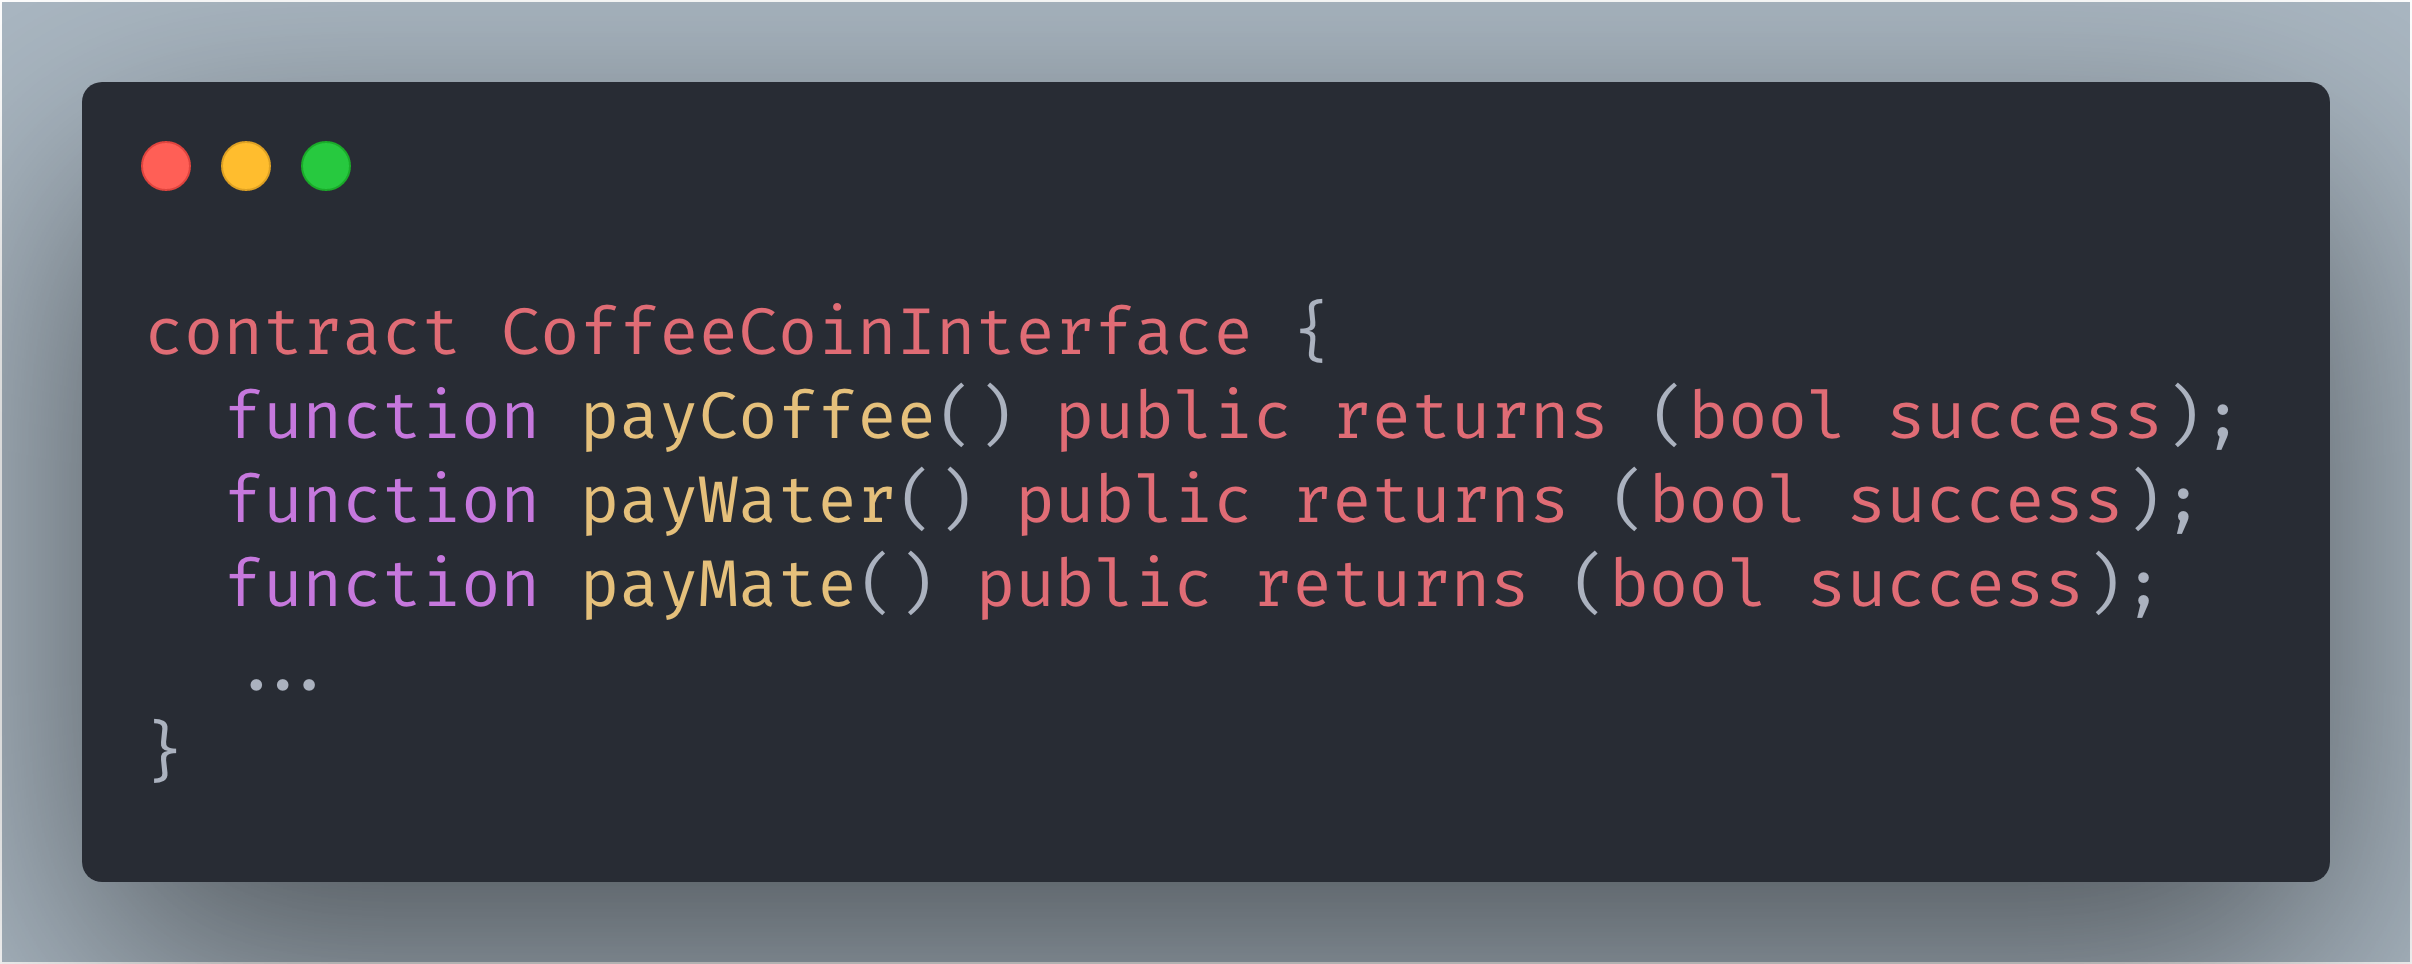 contract CoffeeCoinInterface {
function payCoffee() public returns (bool success);
function payWater() public returns (bool success);
function payMate() public returns (bool success);
...
}